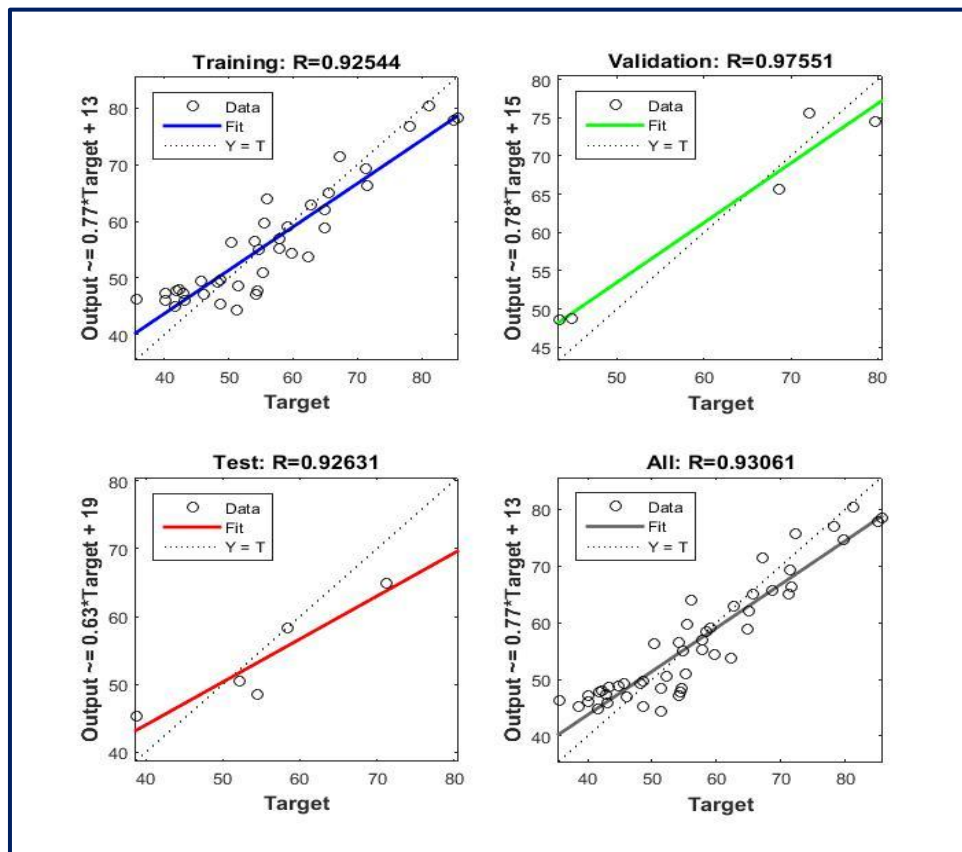 Training: R=0.92544
Output ~= 0.77*Target + 13
Data
Fit
Y = T
80
70
60
50
40
40 50 60 70 80
Target
Validation: R=0.97551
Output ~= 0.78*Target + 15
Data
Fit
Y = T
80
75
70
65
60
55
50
45
50 60 70 80
Target
Test: R=0.92631
Output ~= 0.63*Target + 19
Data
Fit
Y = T
80
70
60
50
40
40 50 60 70 80
Target
All: R=0.93061
Output ~= 0.77*Target + 13
Data
Fit
Y = T
80
70
60
50
40
40 50 60 70 80
Target